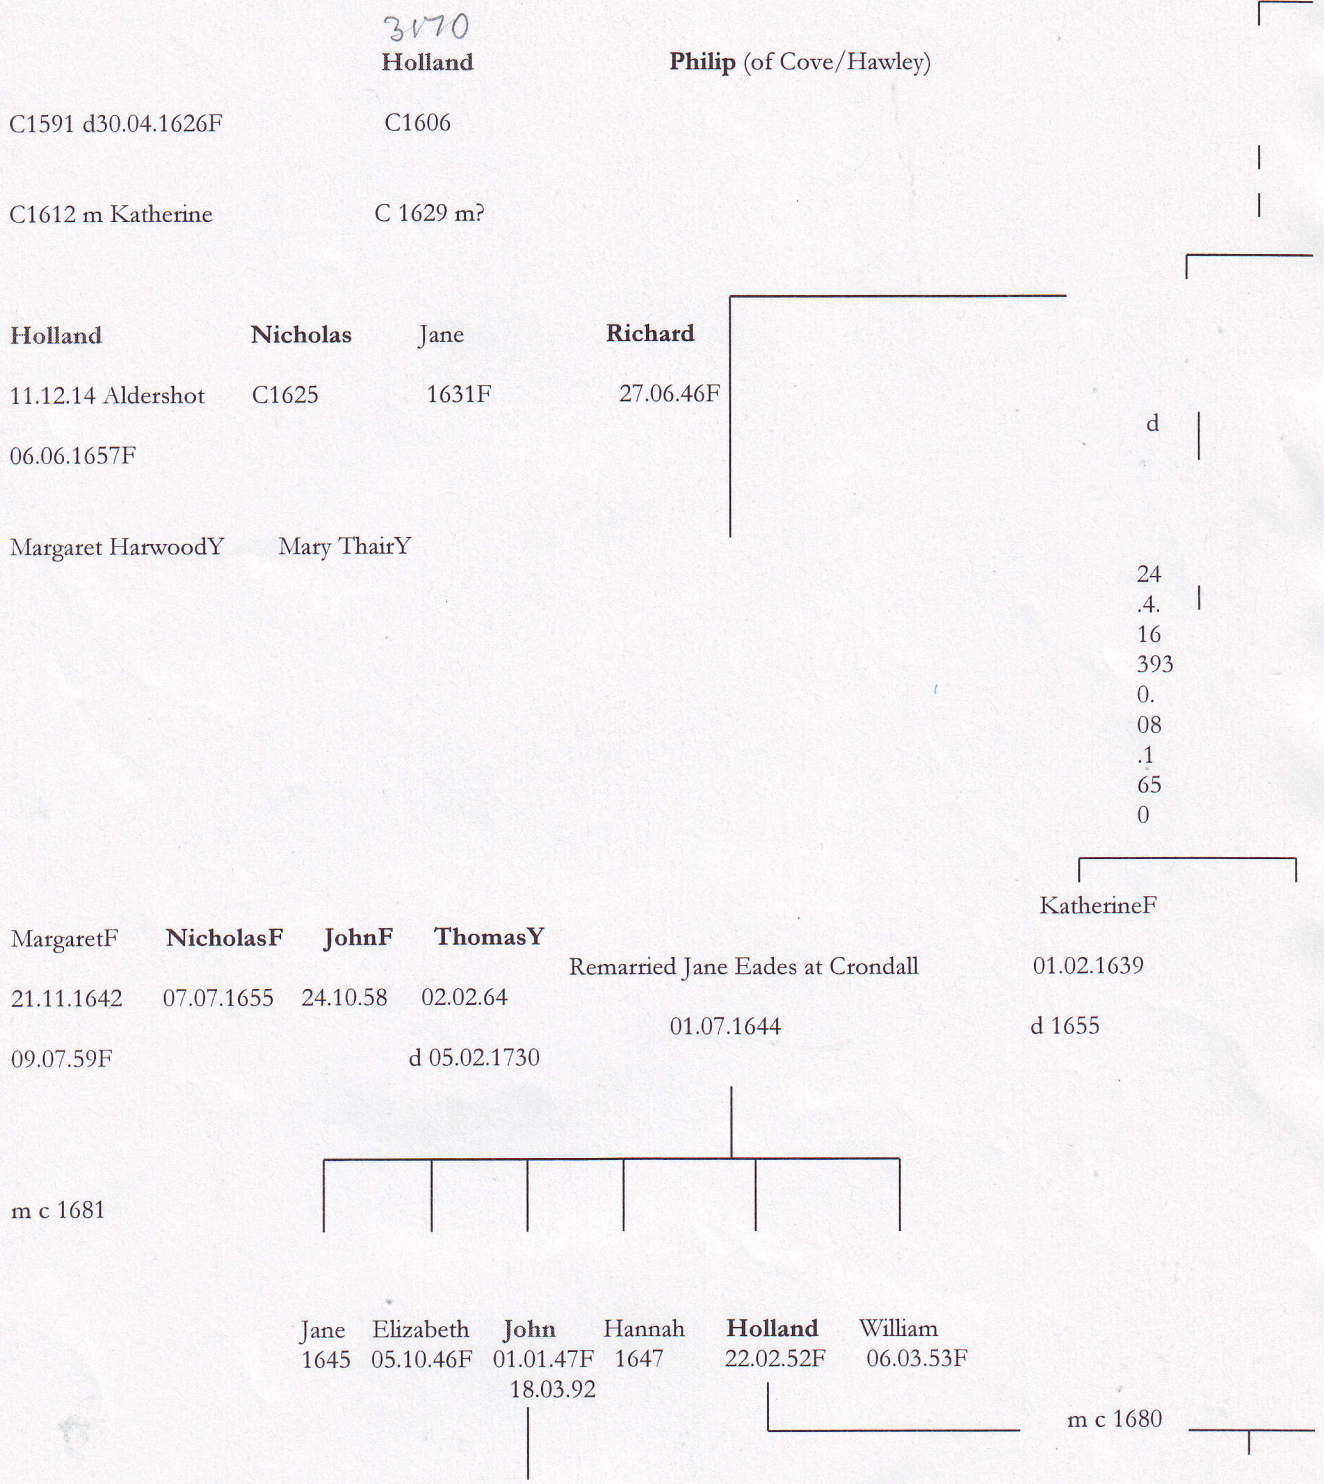 3170
Holland Philip (of Cove/Hawley)
C1591 d30.04.1626F C1606
C1612 m Katherine C 1629 m?
Holland Nicholas Jane Richard
11.12.14 Aldershot C1625 1631F 27.06.46F
d
06.06.1657F
Margaret HarwoodY Mary ThairY
24
.4.
16
393
0.
08
.1
65
0
KatherineF
MargaretF NicholasF JohnF ThomasY
Remarried Jane Eades at Crondall 01.02.1639
21.11.1642 07.07.1655 24.10.58 02.02.64
01.07.1644 d 1655
09.07.59F d 05.02.1730
m c 1681
Jane Elizabeth John Hannah Holland William
1645 05.10.46F 01.01.47F 1647 22.02.52F 06.03.53F
18.03.92
m c 1680